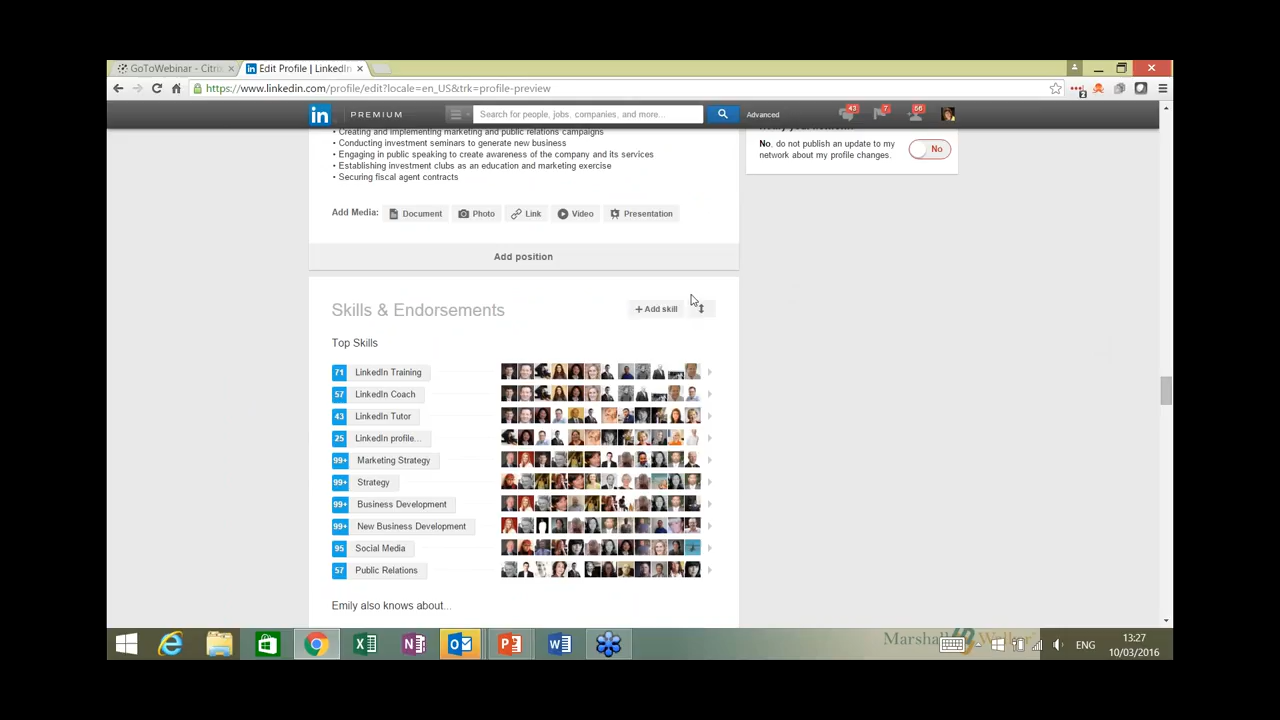 GoToWebinar - Citrix
Edit Profile | LinkedIn
https://www.linkedin.com/profile/edit?locale=en_US&trk=profile-preview
2
in PREMIUM
Search for people, jobs, companies, and more...
Advanced
43 7 56
• Creating and implementing marketing and public relations campaigns
• Conducting investment seminars to generate new business
• Engaging in public speaking to create awareness of the company and its services
• Establishing investment clubs as an education and marketing exercise
• Securing fiscal agent contracts
No, do not publish an update to my
network about my profile changes.
No
Add Media: Document Photo Link Video Presentation
Add position
Skills & Endorsements
+ Add skill
Top Skills
71 LinkedIn Training
57 LinkedIn Coach
43 LinkedIn Tutor
25 LinkedIn profile...
99+ Marketing Strategy
99+ Strategy
99+ Business Development
99+ New Business Development
95 Social Media
57 Public Relations
Emily also knows about...
Marshall Walker
ENG
13:27
10/03/2016